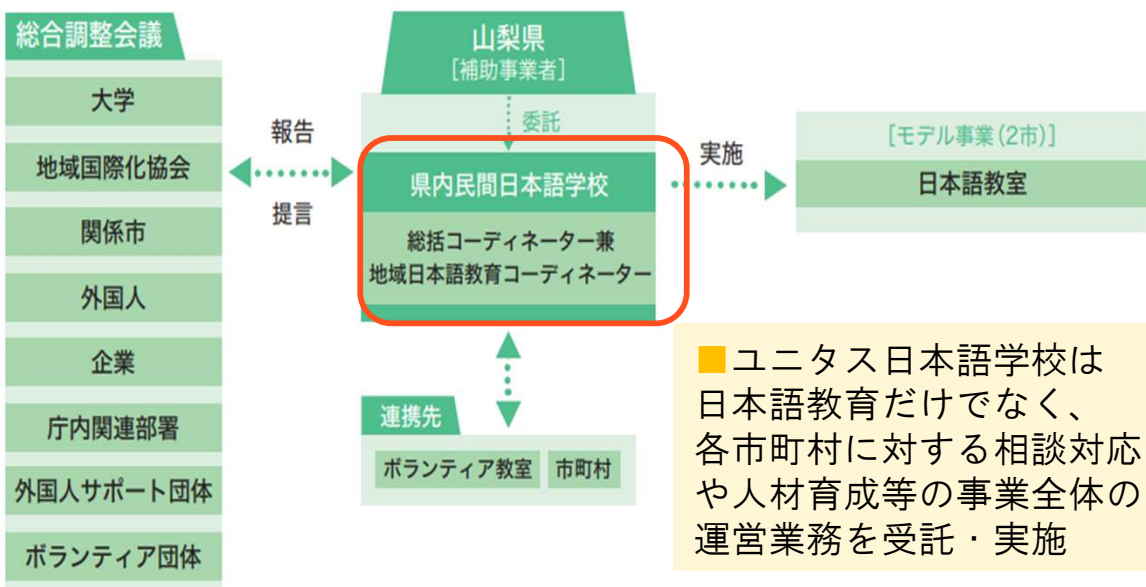 総合調整会議
大学
地域国際化協会
関係市
外国人
企業
庁内関連部署
外国人サポート団体
ボランティア団体
報告
提言
山梨県
[補助事業者]
委託
県内民間日本語学校
総括コーディネーター兼
地域日本語教育コーディネーター
連携先
ボランティア教室
市町村
実施
[モデル事業(2市)]
日本語教室
■ユニタス日本語学校は
日本語教育だけでなく、
各市町村に対する相談対応
や人材育成等の事業全体の
運営業務を受託・実施